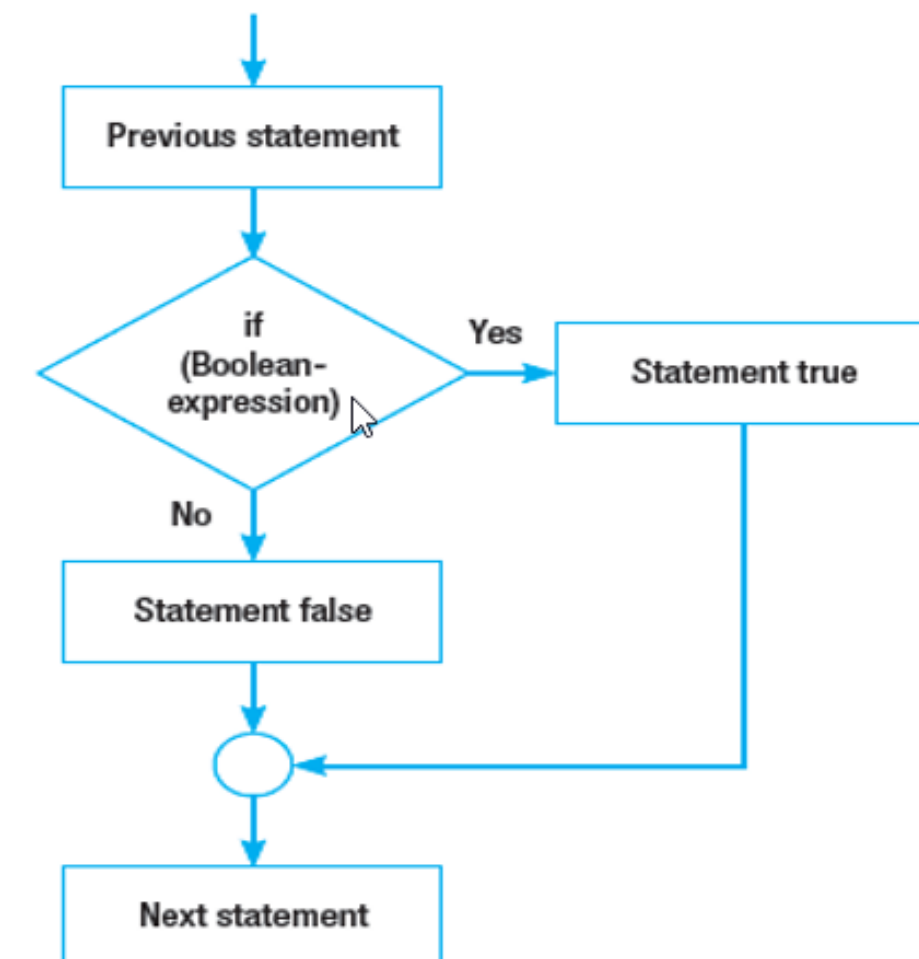 Previous statement
if
(Boolean-
expression)
Yes
Statement true
No
Statement false
Next statement